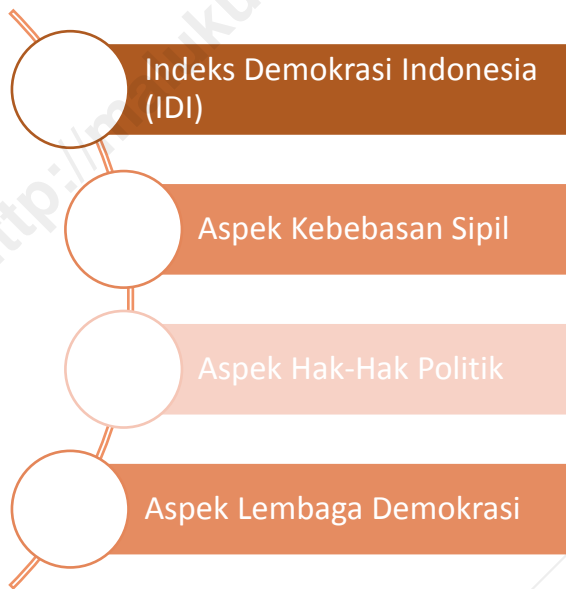 Indeks Demokrasi Indonesia
(IDI)
Aspek Kebebasan Sipil
Aspek Hak-Hak Politik
Aspek Lembaga Demokrasi